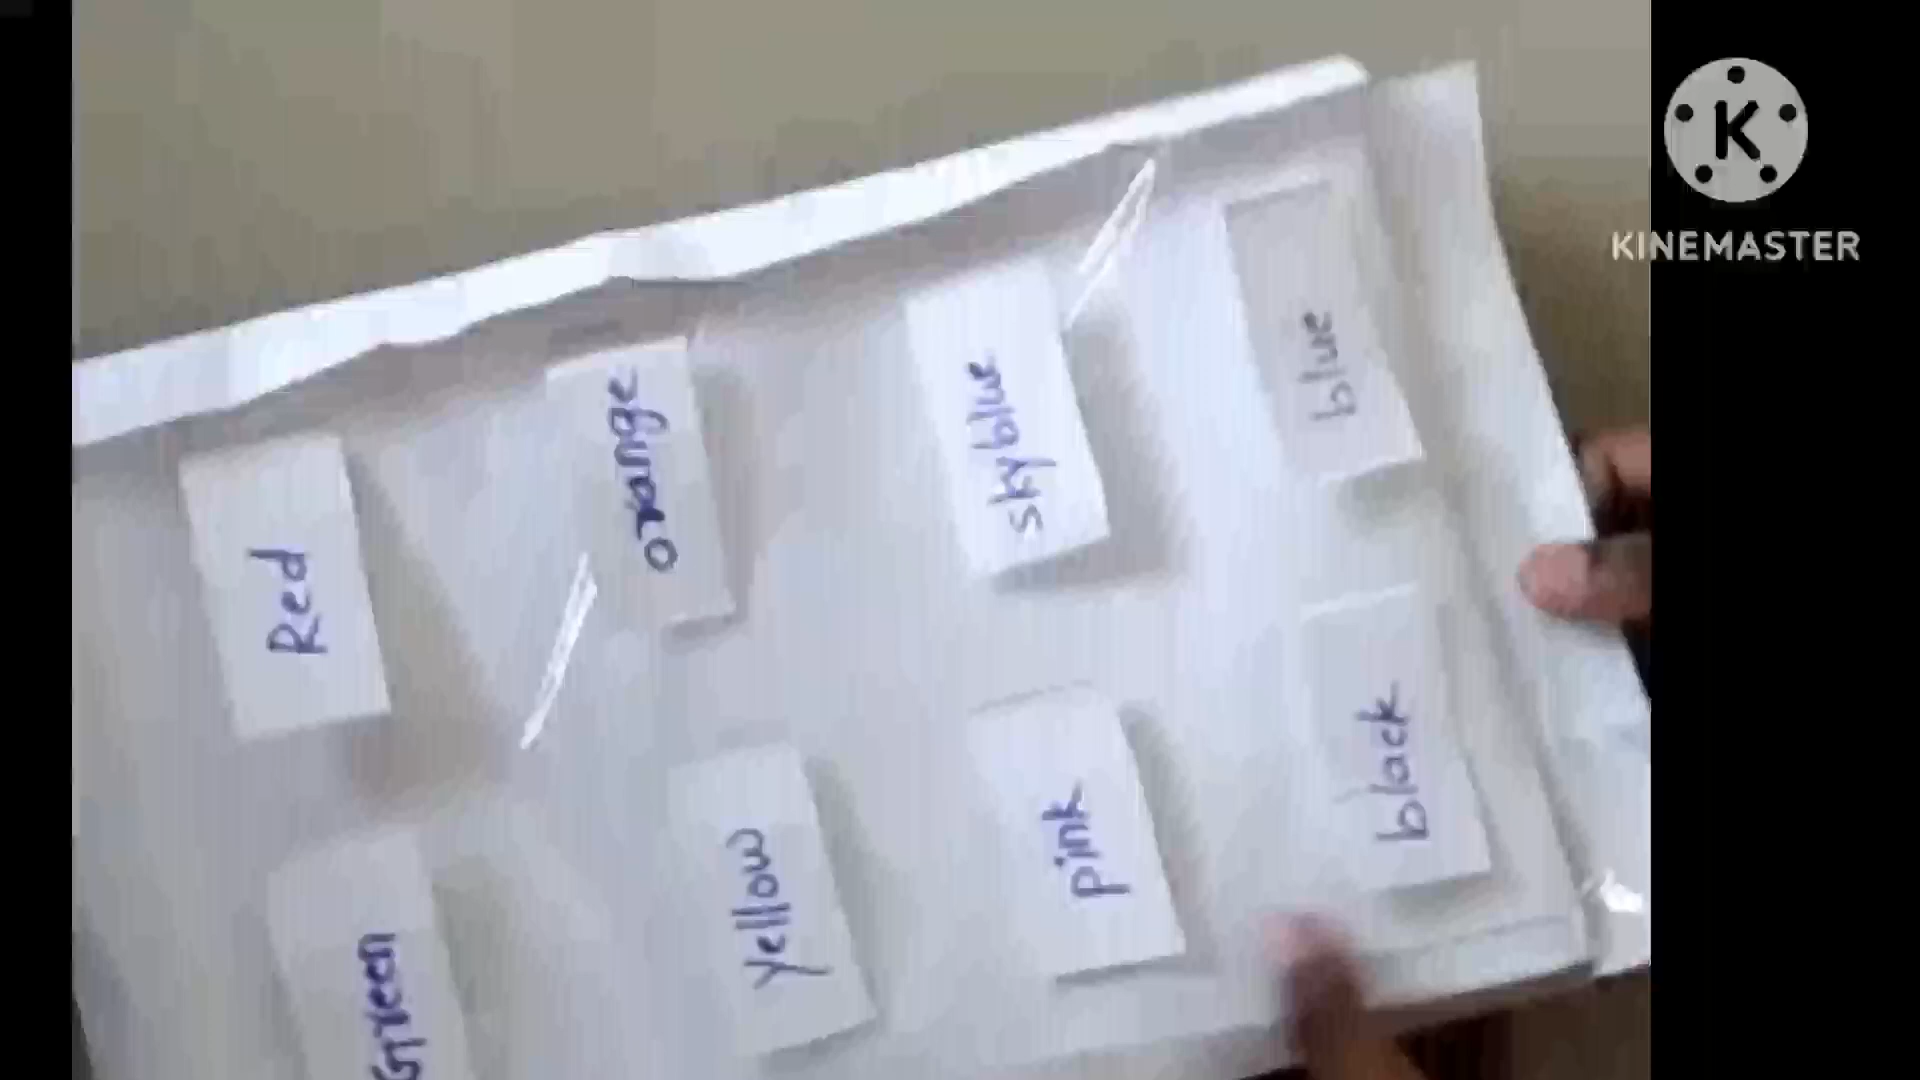 Red
orange
skyblue
blue
Green
yellow
pink
black
K
KINEMASTER